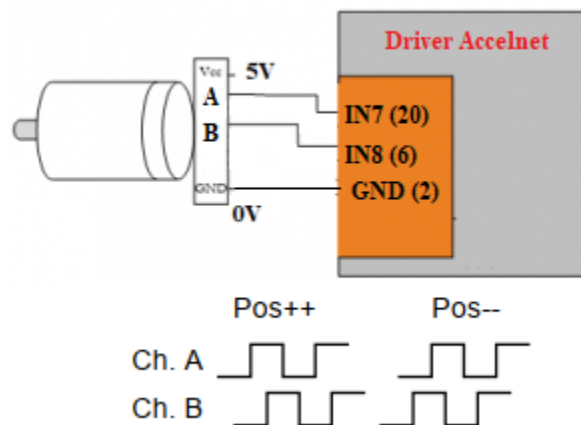 Driver Accelnet
Vcc 5V
A
IN7 (20)
B
IN8 (6)
GND GND (2)
0V
Pos++ Pos--
Ch. A
Ch. B